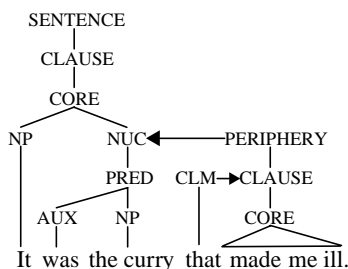 SENTENCE
CLAUSE
CORE
NP NUC PERIPHERY
PRED CLM CLAUSE
AUX NP CORE
It was the curry that made me ill.